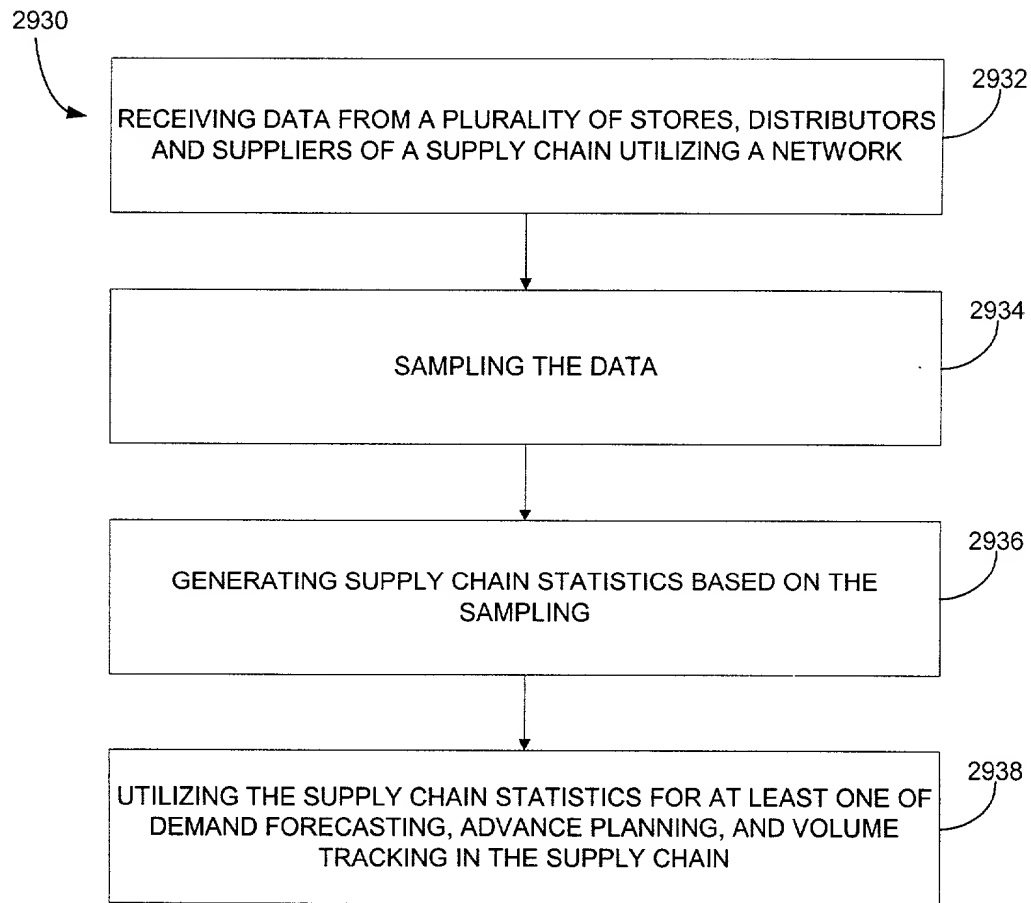 2930
2932
RECEIVING DATA FROM A PLURALITY OF STORES, DISTRIBUTORS
AND SUPPLIERS OF A SUPPLY CHAIN UTILIZING A NETWORK
2934
SAMPLING THE DATA
2936
GENERATING SUPPLY CHAIN STATISTICS BASED ON THE
SAMPLING
2938
UTILIZING THE SUPPLY CHAIN STATISTICS FOR AT LEAST ONE OF
DEMAND FORECASTING, ADVANCE PLANNING, AND VOLUME
TRACKING IN THE SUPPLY CHAIN